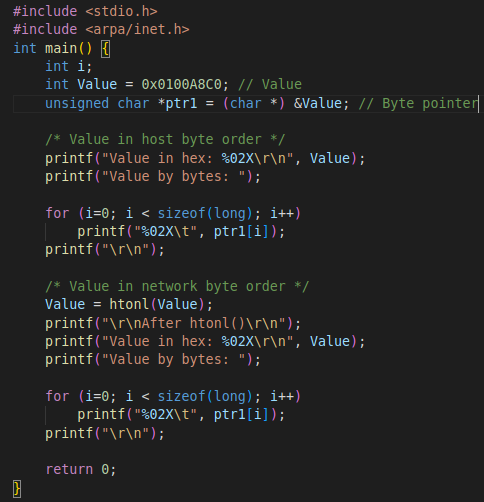 #include <stdio.h>
#include <arpa/inet.h>
int main() {
    int i;
    int Value = 0x0100A8C0; // Value
    unsigned char *ptr1 = (char *) &Value; // Byte pointer

    /* Value in host byte order */
    printf("Value in hex: %02X\r\n", Value);
    printf("Value by bytes: ");

    for (i=0; i < sizeof(long); i++)
        printf("%02X\t", ptr1[i]);
    printf("\r\n");

    /* Value in network byte order */
    Value = htonl(Value);
    printf("\r\nAfter htonl()\r\n");
    printf("Value in hex: %02X\r\n", Value);
    printf("Value by bytes: ");

    for (i=0; i < sizeof(long); i++)
        printf("%02X\t", ptr1[i]);
    printf("\r\n");

    return 0;
}